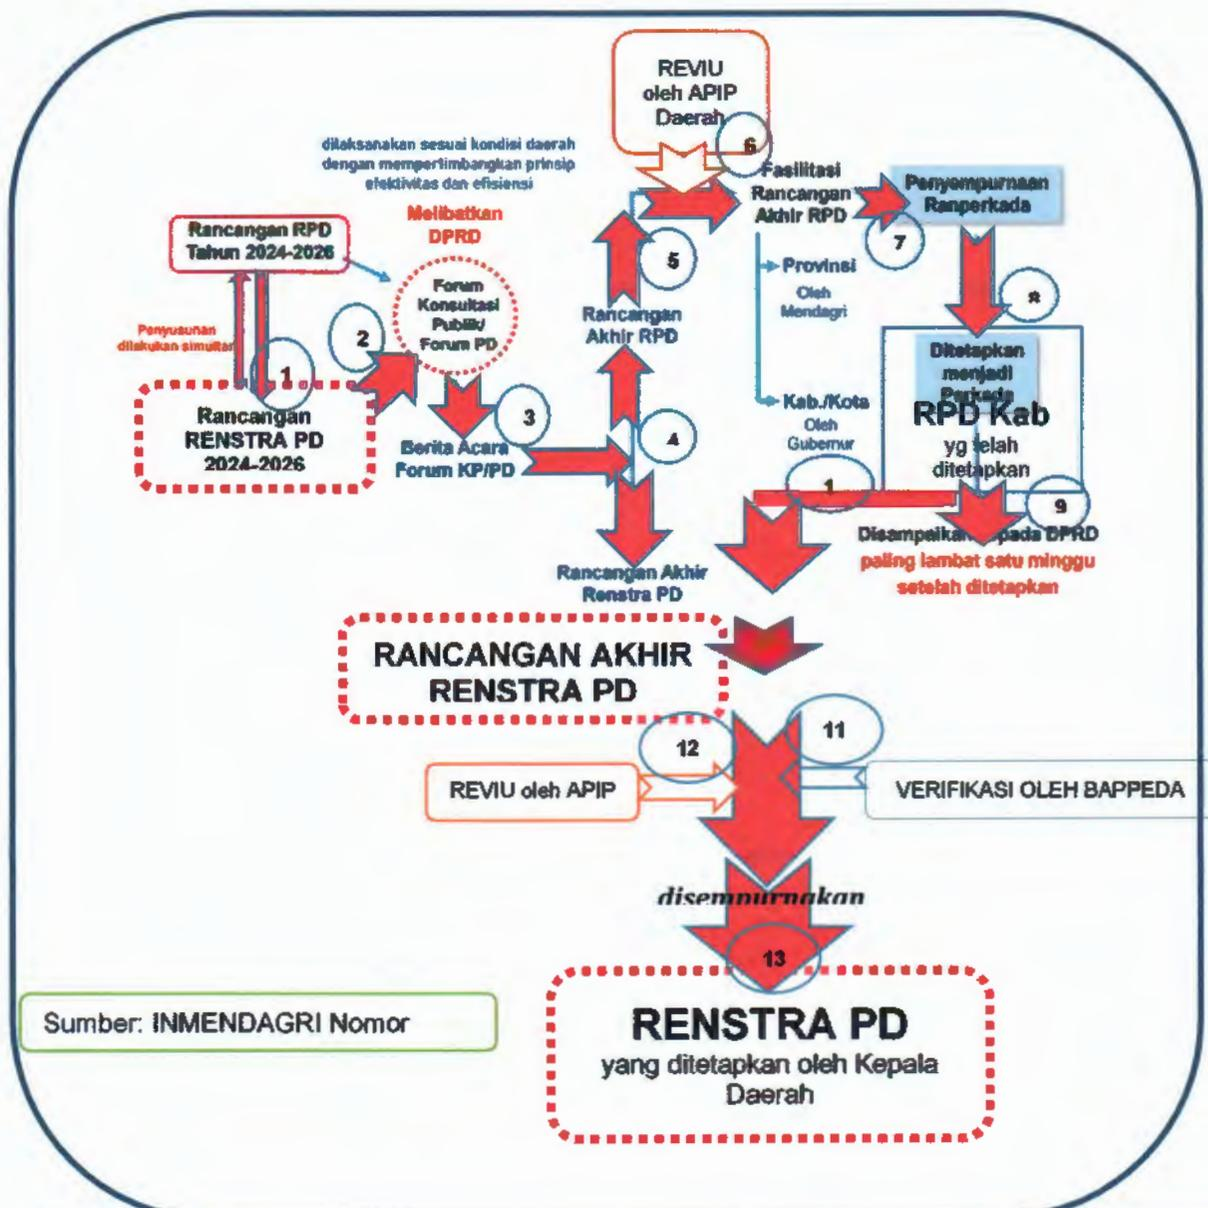 REVIU
oleh APIP
Daerah
6
dilaksanakan sesuai kondisi daerah
dengan mempertimbangkan prinsip
efektivitas dan efisiensi
Melibatkan
DPRD
Rancangan RPD
Tahun 2024-2026
Penyusunan
dilakukan simultan
1
Rancangan
RENSTRA PD
2024-2026
2
Forum
Konsultasi
Publik/
Forum PD
3
Berita Acara
Forum KP/PD
4
Rancangan
Akhir RPD
5
Rancangan Akhir
Renstra PD
Fasilitasi
Rancangan
Akhir RPD
Provinsi
Oleh
Mendagri
Kab./Kota
Oleh
Gubernur
7
Penyempurnaan
Ranperkada
8
Ditetapkan
menjadi
Perkada
RPD Kab
yg telah
ditetapkan
1
9
Disampaikan kepada DPRD
paling lambat satu minggu
setelah ditetapkan
RANCANGAN AKHIR
RENSTRA PD
12
11
REVIU oleh APIP
VERIFIKASI OLEH BAPPEDA
disempurnakan
13
RENSTRA PD
yang ditetapkan oleh Kepala
Daerah
Sumber: INMENDAGRI Nomor